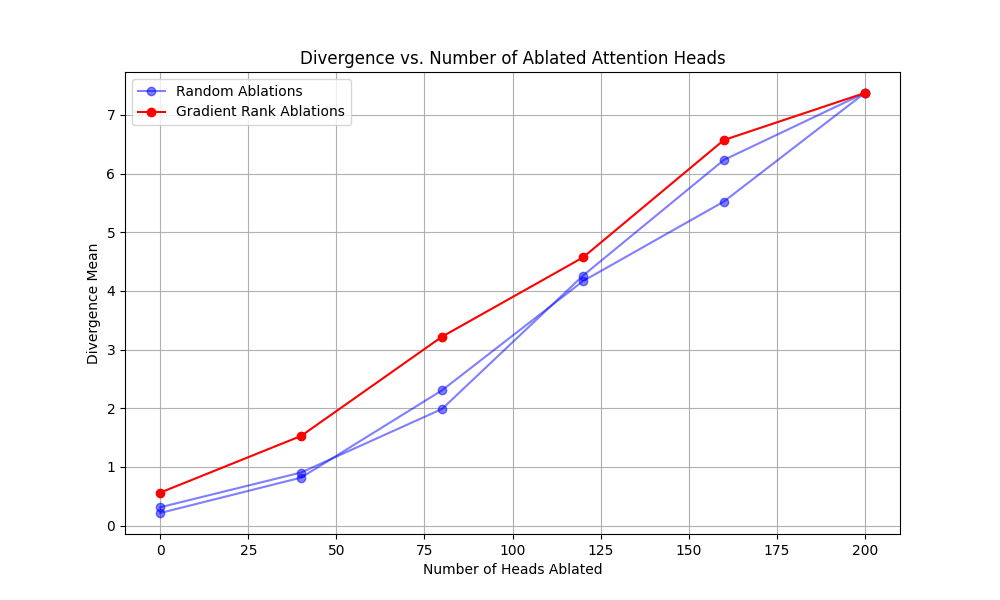 Divergence vs. Number of Ablated Attention Heads
Random Ablations
Gradient Rank Ablations
7
6
5
4
3
2
1
0
Divergence Mean
0 25 50 75 100 125 150 175 200
Number of Heads Ablated